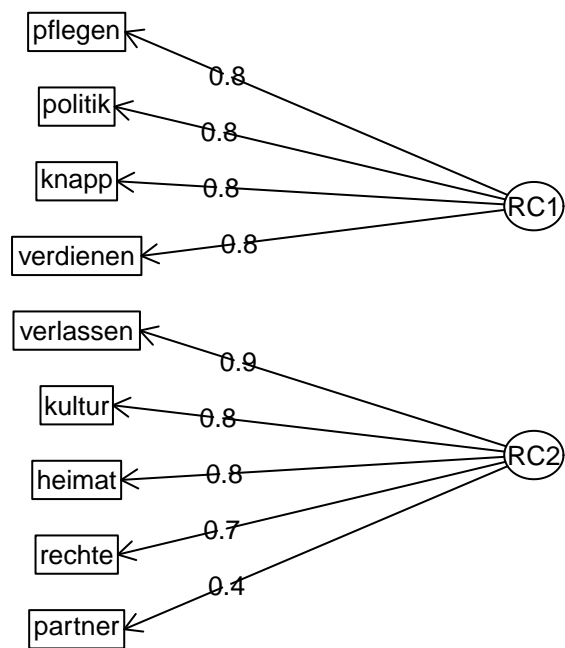 pflegen
0.8
politik
0.8
knapp
0.8
RC1
verdienen
0.8
verlassen
0.9
kultur
0.8
RC2
heimat
0.8
rechte
0.7
partner
0.4